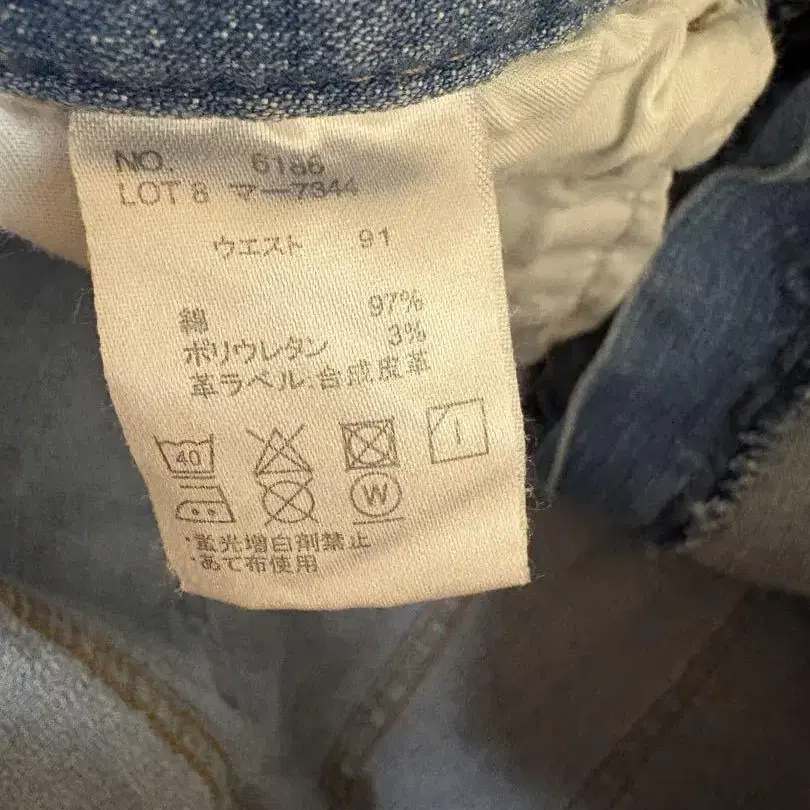 NO. 6186
LOT 8 マー7344
ウエスト 91
綿 97%
ポリウレタン 3%
革ラベル:合成皮革
40
W
・蛍光増白剤禁止
・あて布使用